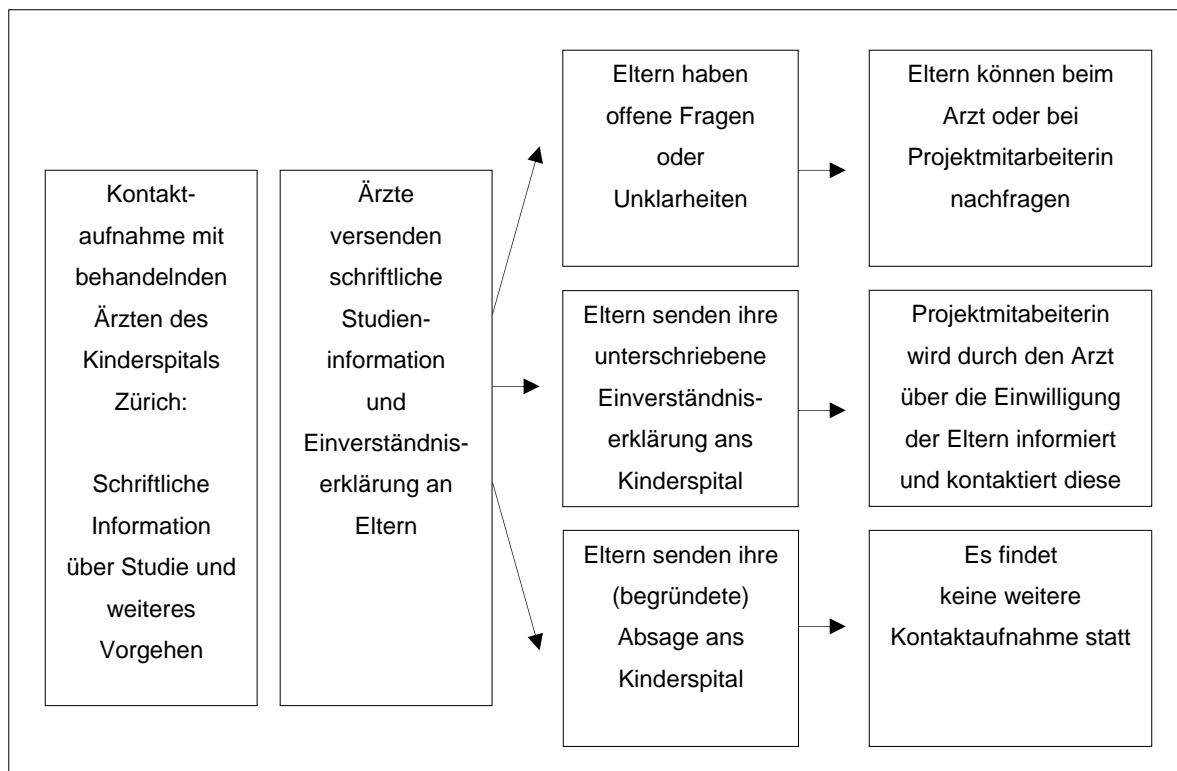 Kontakt-
aufnahme mit
behandelnden
Ärzten des
Kinderspitals
Zürich:
Schriftliche
Information
über Studie und
weiteres
Vorgehen
Ärzte
versenden
schriftliche
Studien-
information
und
Einverständnis-
erklärung an
Eltern
Eltern haben
offene Fragen
oder
Unklarheiten
Eltern können beim
Arzt oder bei
Projektmitarbeiterin
nachfragen
Eltern senden ihre
unterschriebene
Einverständnis-
erklärung ans
Kinderspital
Projektmitabeiterin
wird durch den Arzt
über die Einwilligung
der Eltern informiert
und kontaktiert diese
Eltern senden ihre
(begründete)
Absage ans
Kinderspital
Es findet
keine weitere
Kontaktaufnahme statt